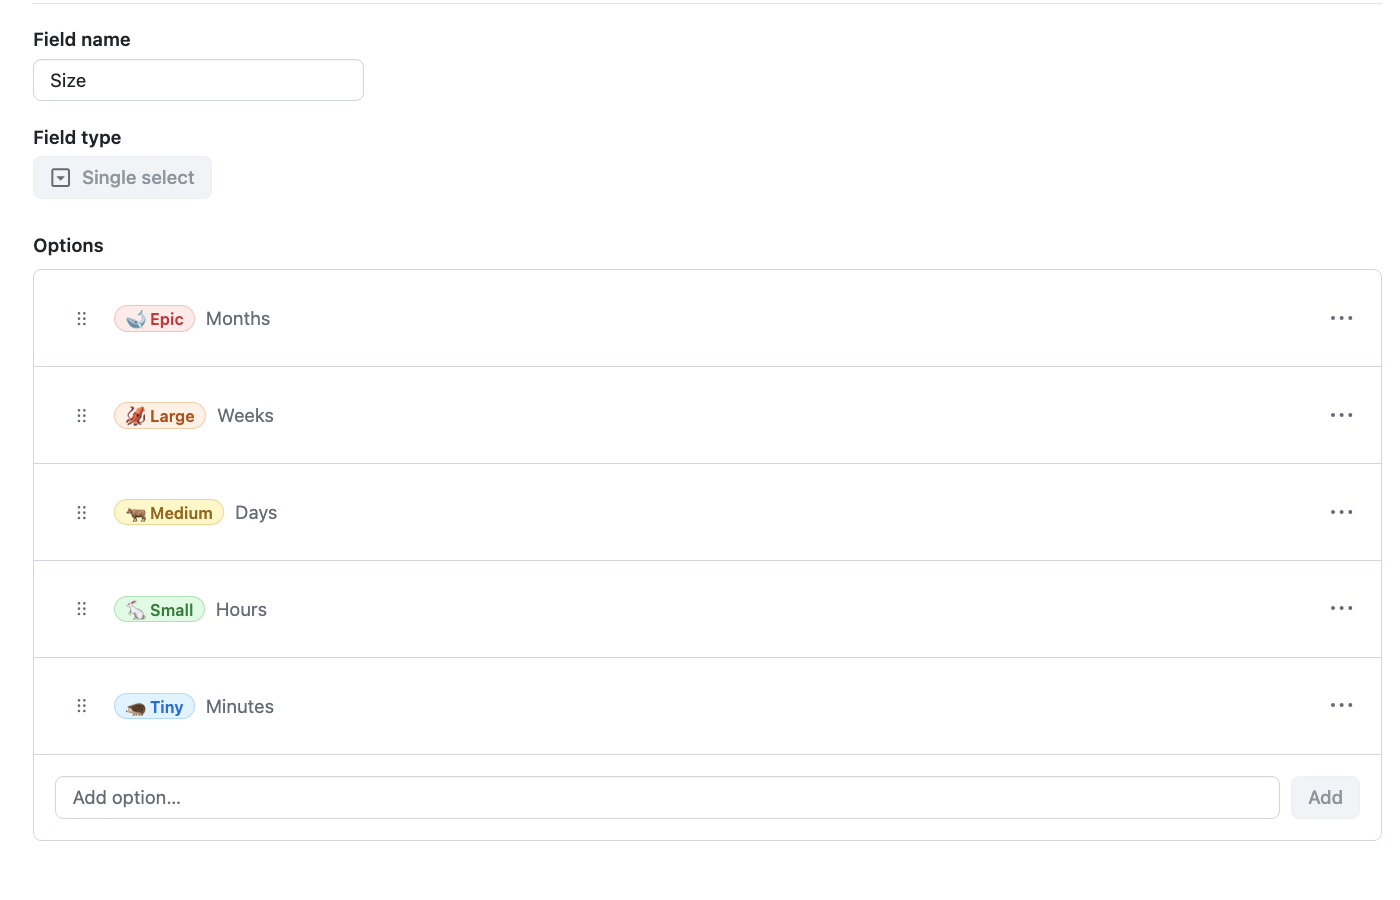 Field name
Size
Field type
Single select
Options
Epic Months
Large Weeks
Medium Days
Small Hours
Tiny Minutes
Add option... Add